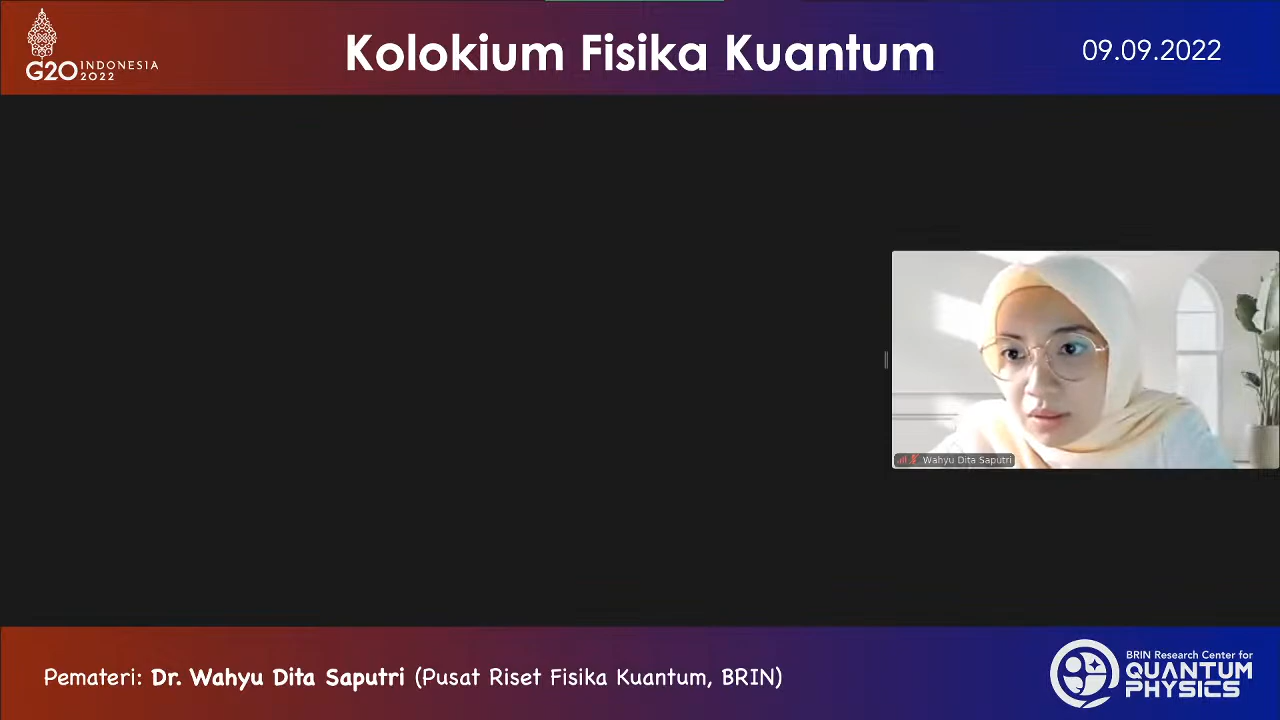 G20 INDONESIA 2022
Kolokium Fisika Kuantum
09.09.2022
Wahyu Dita Saputri
Pemateri: Dr. Wahyu Dita Saputri (Pusat Riset Fisika Kuantum, BRIN)
BRIN Research Center for
QUANTUM
PHYSICS